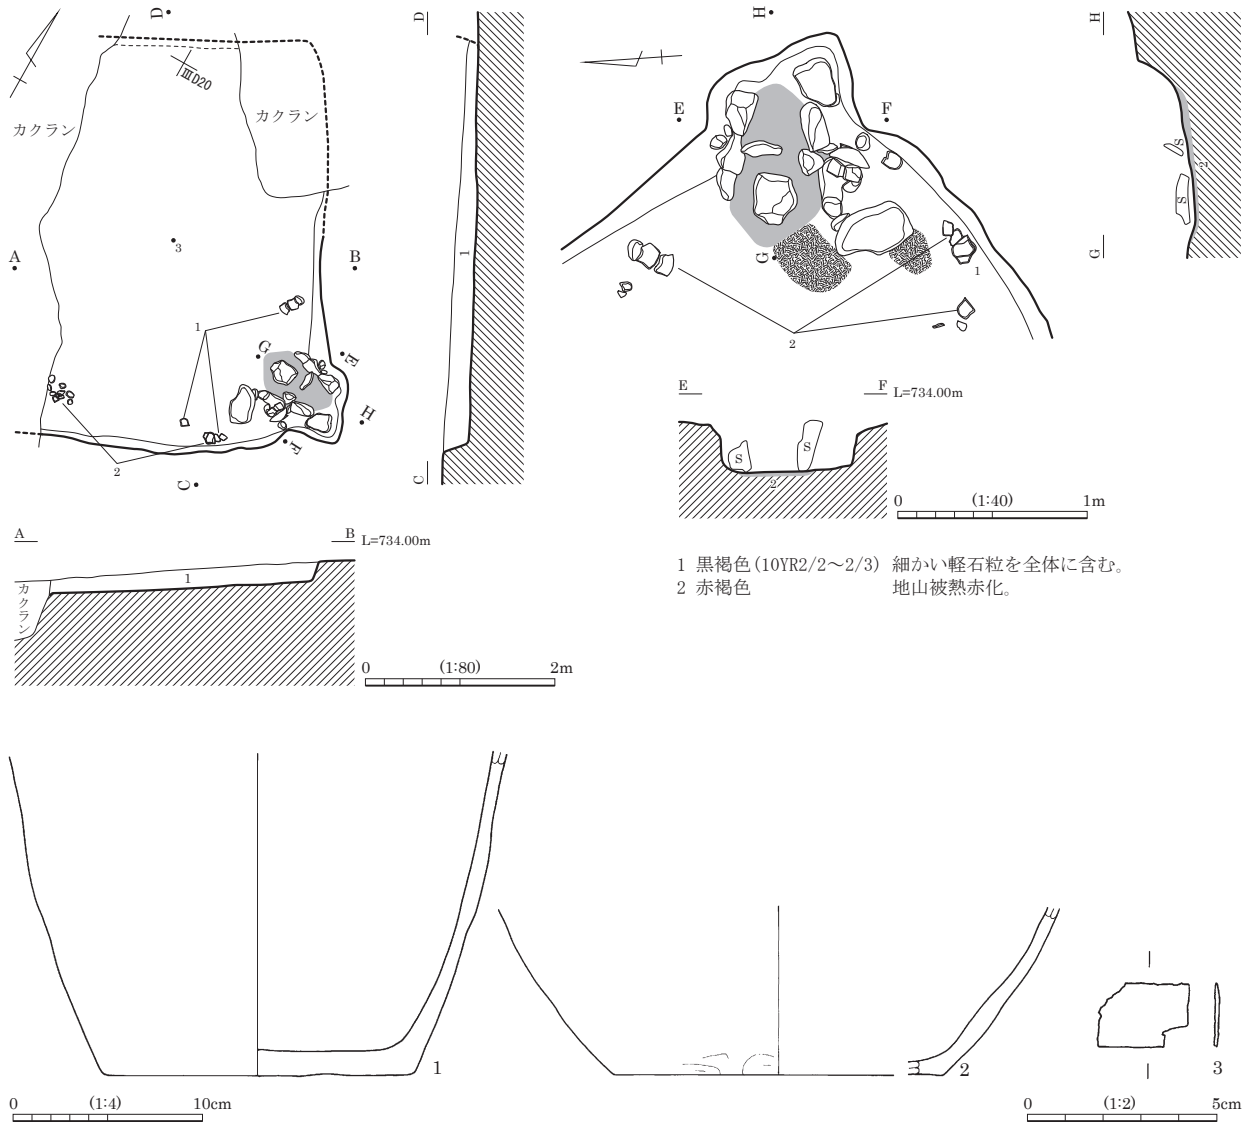 D
ⅢD20
カクラン
カクラン
A
B
3
1
G
E
H
F
2
C
D
1
C
H
E
F
G
1
2
H
S
2
S
G
E
F
L=734.00m
S
S
2
0
(1:40)
1m
A
B
L=734.00m
1
カクラン
0
(1:80)
2m
1 黒褐色(10YR2/2～2/3) 細かい軽石粒を全体に含む。
2 赤褐色 地山被熱赤化。
1
2
3
0
(1:4)
10cm
0
(1:2)
5cm